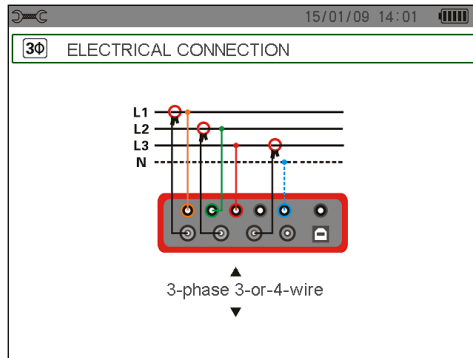 15/01/09 14:01
3Φ ELECTRICAL CONNECTION
L1
L2
L3
N
3-phase 3-or-4-wire